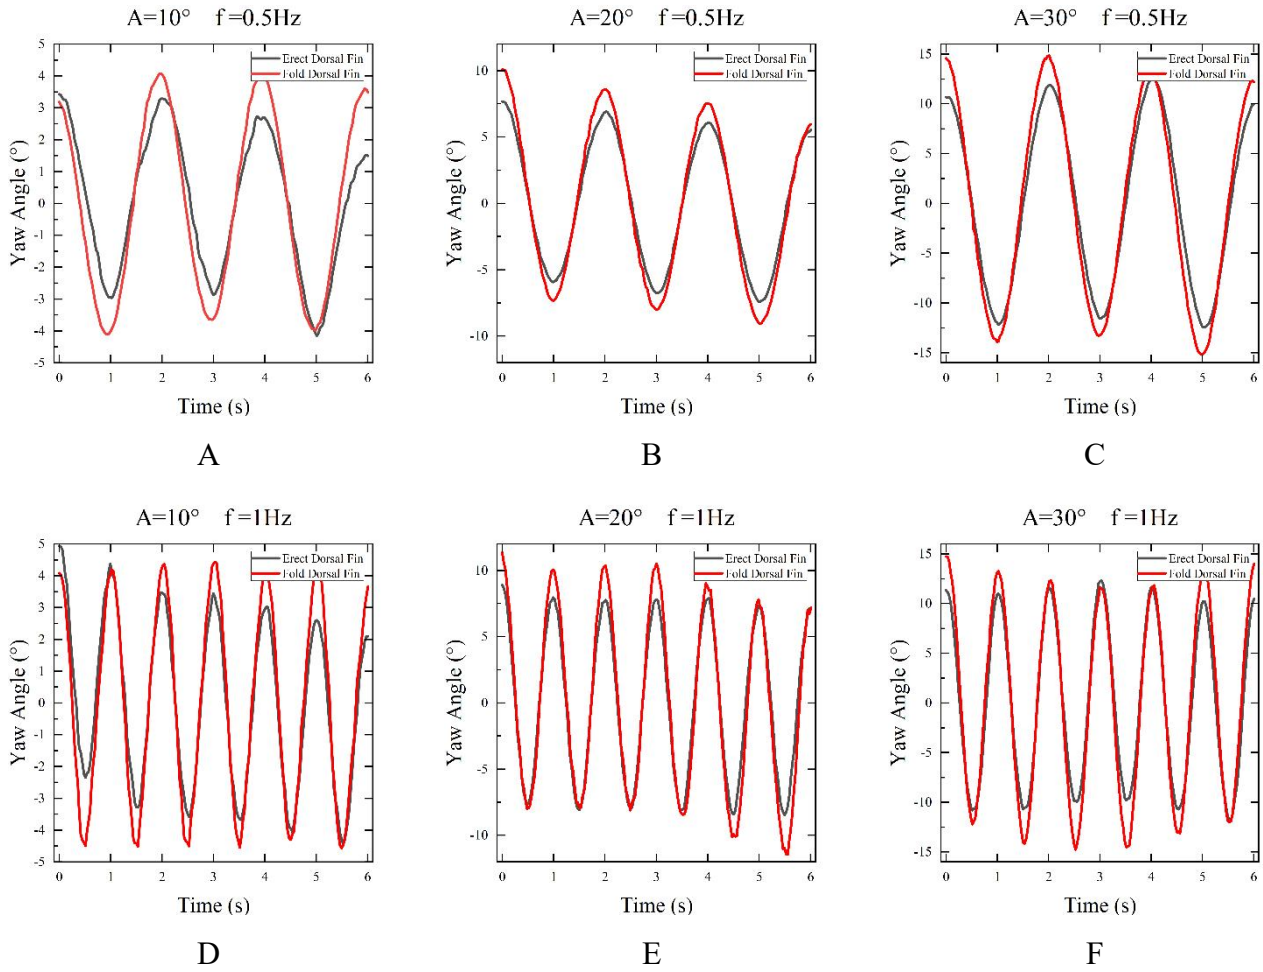 A=10° f=0.5Hz
5
4
3
2
1
0
-1
-2
-3
-4
-5
Yaw Angle (°)
Erect Dorsal Fin
Fold Dorsal Fin
0 1 2 3 4 5 6
Time (s)
A
A=20° f=0.5Hz
10
5
0
-5
-10
Yaw Angle (°)
Erect Dorsal Fin
Fold Dorsal Fin
0 1 2 3 4 5 6
Time (s)
B
A=30° f=0.5Hz
15
10
5
0
-5
-10
-15
Yaw Angle (°)
Erect Dorsal Fin
Fold Dorsal Fin
0 1 2 3 4 5 6
Time (s)
C
A=10° f=1Hz
5
4
3
2
1
0
-1
-2
-3
-4
-5
Yaw Angle (°)
Erect Dorsal Fin
Fold Dorsal Fin
0 1 2 3 4 5 6
Time (s)
D
A=20° f=1Hz
10
5
0
-5
-10
Yaw Angle (°)
Erect Dorsal Fin
Fold Dorsal Fin
0 1 2 3 4 5 6
Time (s)
E
A=30° f=1Hz
15
10
5
0
-5
-10
-15
Yaw Angle (°)
Erect Dorsal Fin
Fold Dorsal Fin
0 1 2 3 4 5 6
Time (s)
F